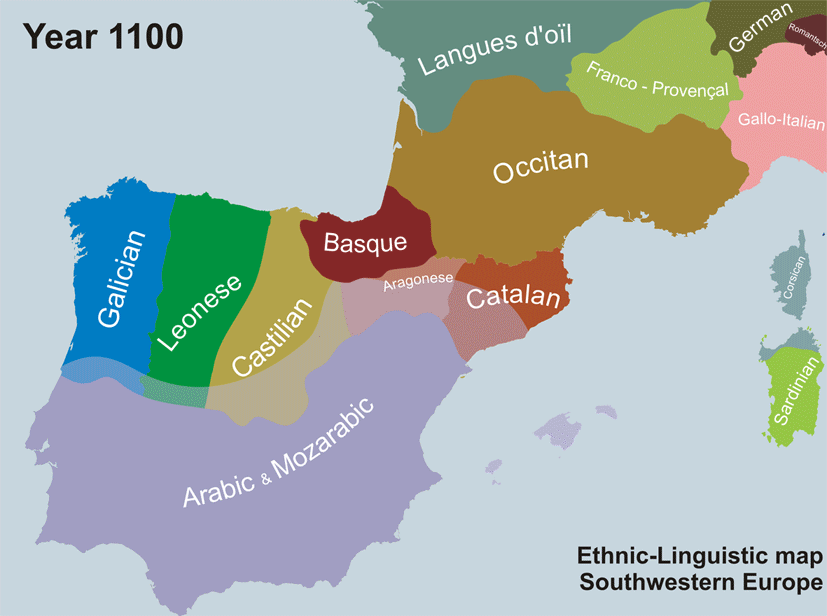 Year 1100
Langues d'oïl
German
Romantsch
Franco - Provençal
Gallo-Italian
Occitan
Basque
Galician
Leonese
Castilian
Aragonese
Catalan
Corsican
Sardinian
Arabic & Mozarabic
Ethnic-Linguistic map
Southwestern Europe